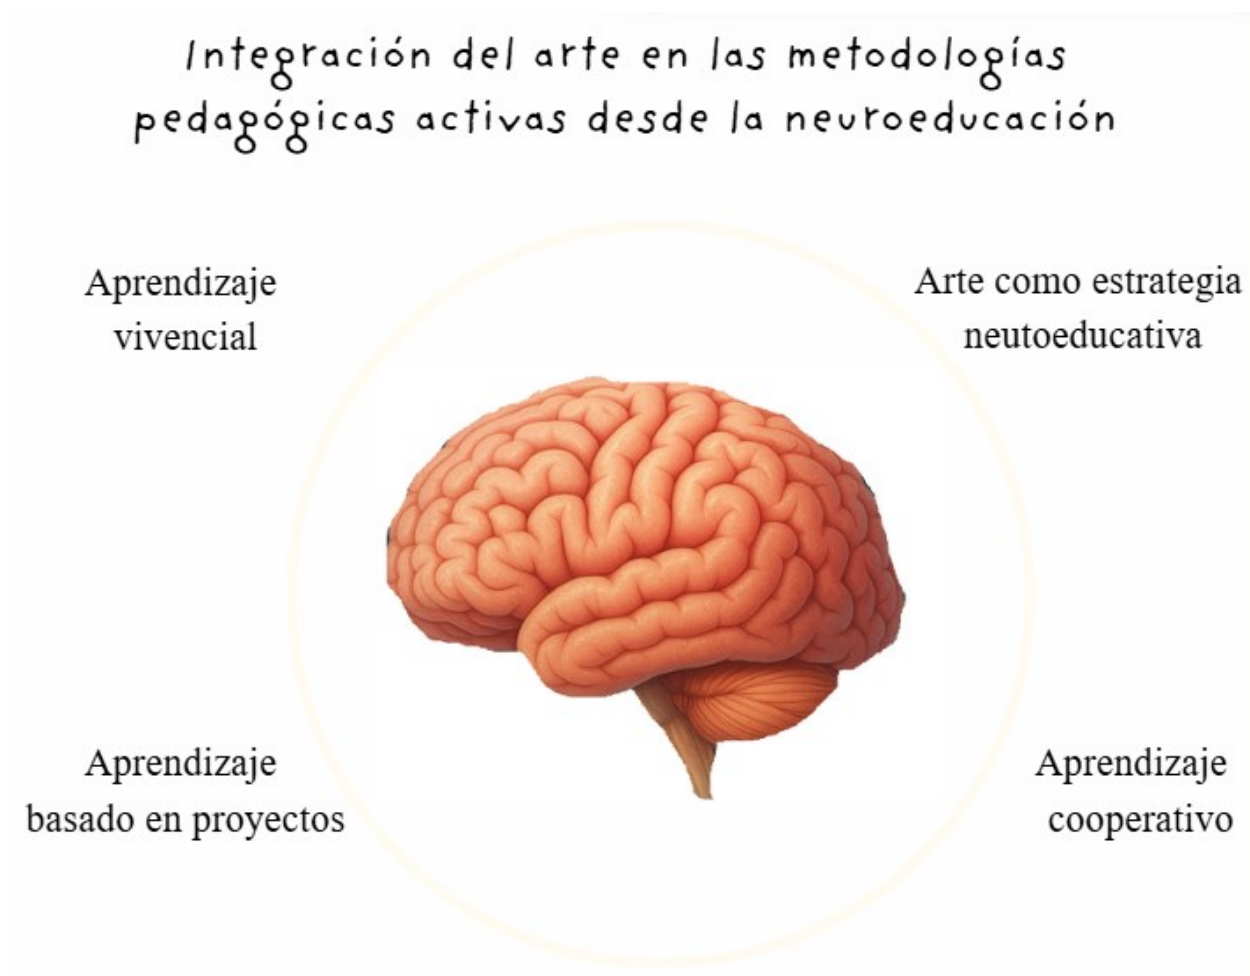 Integración del arte en las metodologías
pedagógicas activas desde la neuroeducación
Aprendizaje
vivencial
Arte como estrategia
neutoeducativa
Aprendizaje
basado en proyectos
Aprendizaje
cooperativo